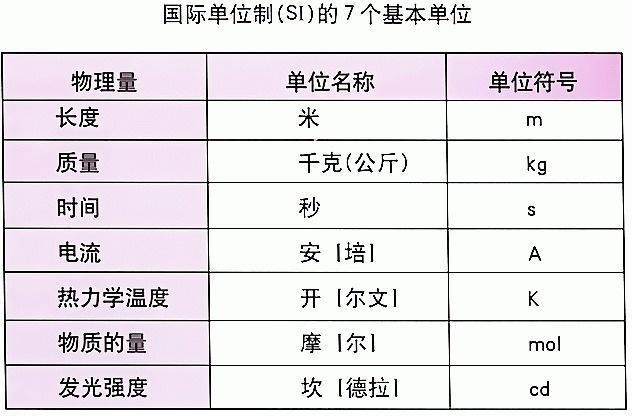 国际单位制(SI)的7个基本单位
物理量 单位名称 单位符号
长度 米 m
质量 千克(公斤) kg
时间 秒 s
电流 安[培] A
热力学温度 开[尔文] K
物质的量 摩[尔] mol
发光强度 坎[德拉] cd